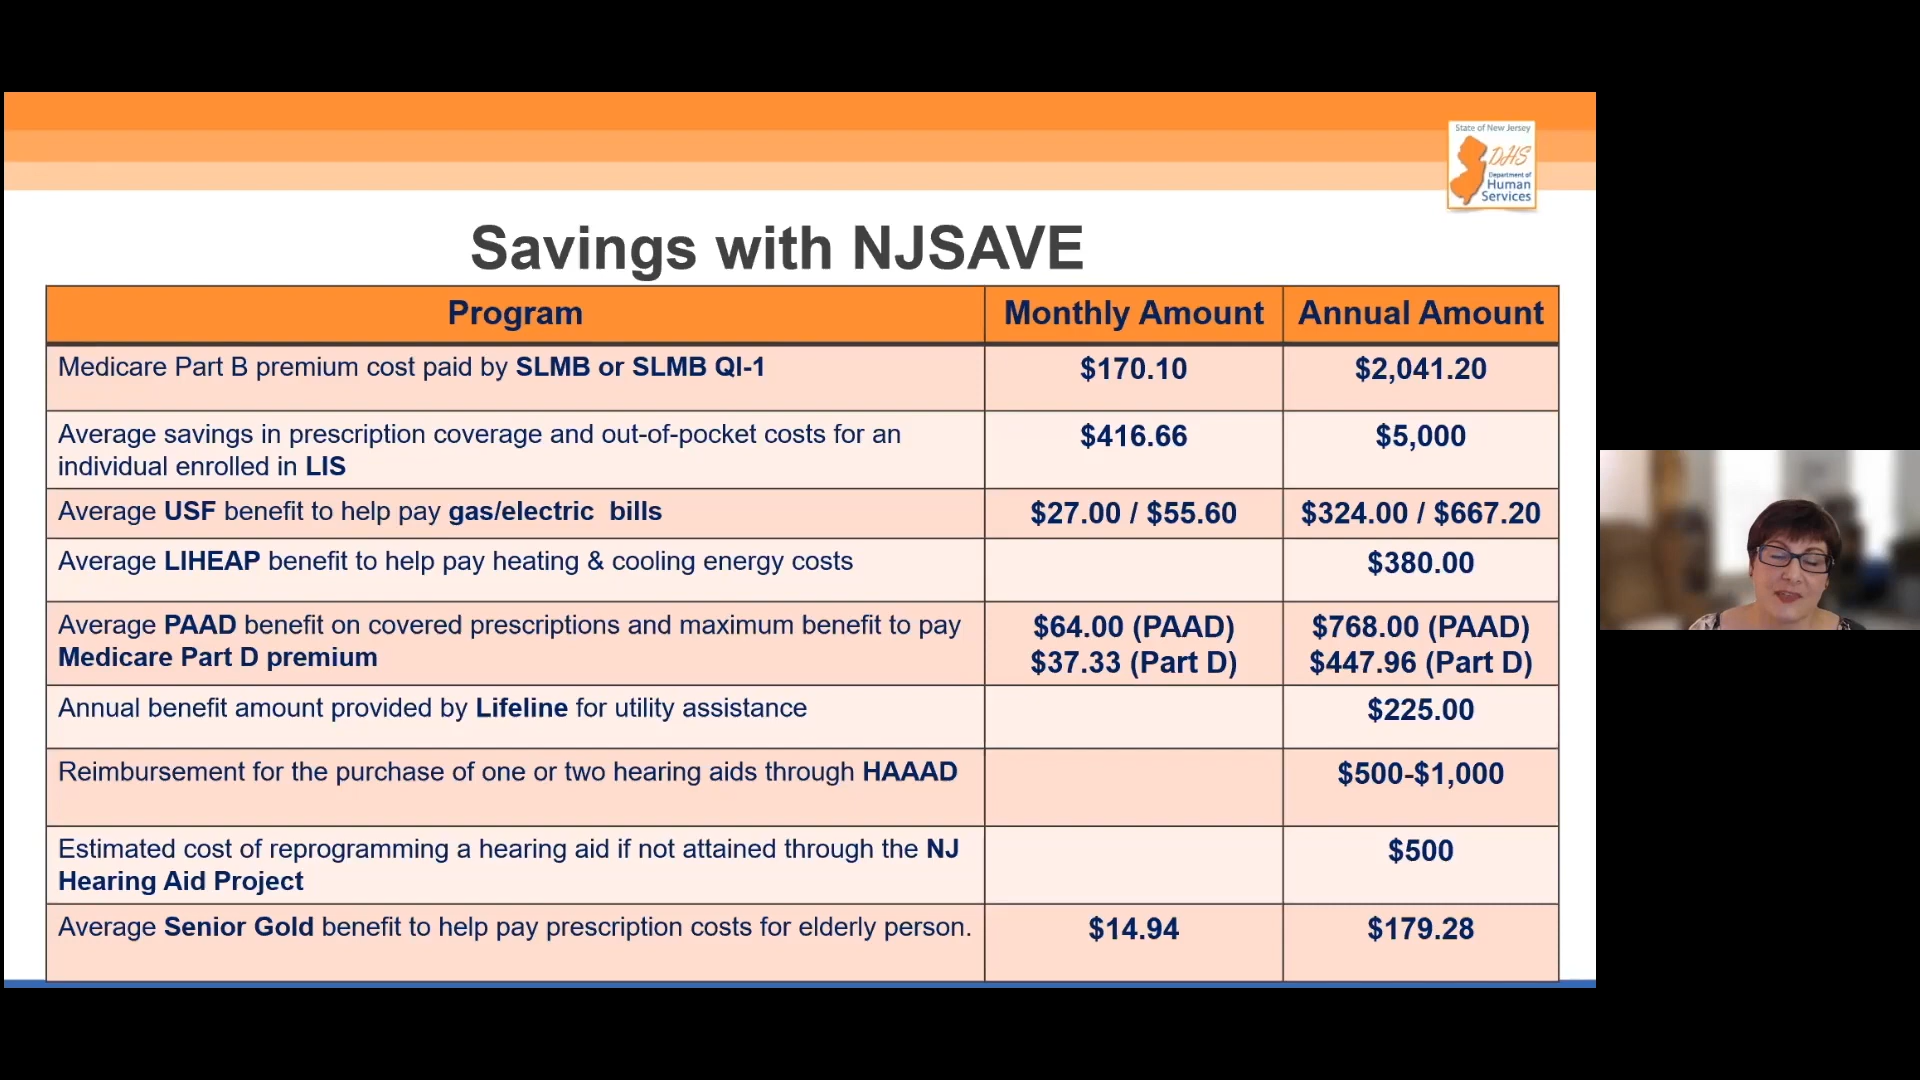 State of New Jersey
DHS
Department of
Human
Services
Savings with NJSAVE
Program Monthly Amount Annual Amount
Medicare Part B premium cost paid by SLMB or SLMB QI-1 $170.10 $2,041.20
Average savings in prescription coverage and out-of-pocket costs for an $416.66 $5,000
individual enrolled in LIS
Average USF benefit to help pay gas/electric bills $27.00 / $55.60 $324.00 / $667.20
Average LIHEAP benefit to help pay heating & cooling energy costs $380.00
Average PAAD benefit on covered prescriptions and maximum benefit to pay $64.00 (PAAD) $768.00 (PAAD)
Medicare Part D premium $37.33 (Part D) $447.96 (Part D)
Annual benefit amount provided by Lifeline for utility assistance $225.00
Reimbursement for the purchase of one or two hearing aids through HAAAD $500-$1,000
Estimated cost of reprogramming a hearing aid if not attained through the NJ $500
Hearing Aid Project
Average Senior Gold benefit to help pay prescription costs for elderly person. $14.94 $179.28